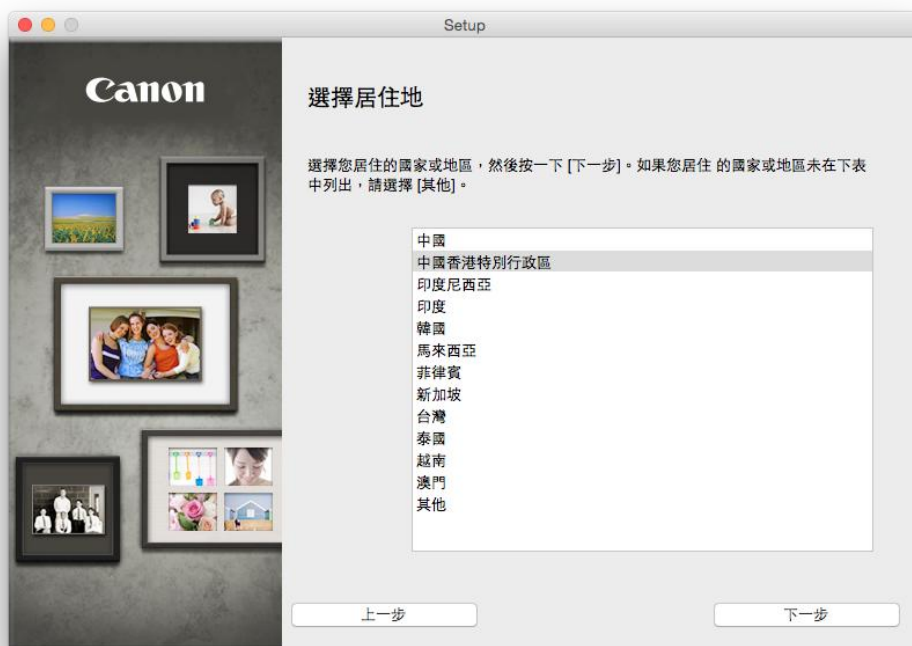 Setup
Canon
選擇居住地
選擇您居住的國家或地區，然後按一下 [下一步]。如果您居住 的國家或地區未在下表
中列出，請選擇 [其他]。
中國
中國香港特別行政區
印度尼西亞
印度
韓國
馬來西亞
菲律賓
新加坡
台灣
泰國
越南
澳門
其他
上一步
下一步